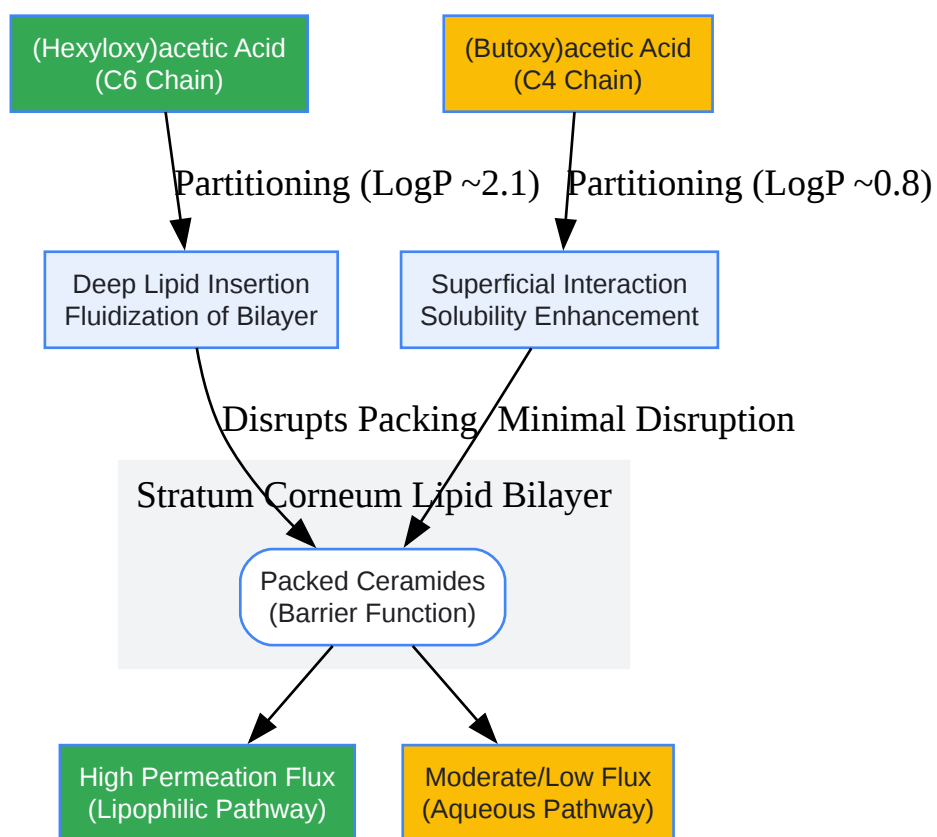 (Hexyloxy)acetic Acid
(C6 Chain)
(Butoxy)acetic Acid
(C4 Chain)
Partitioning (LogP ~2.1)
Partitioning (LogP ~0.8)
Deep Lipid Insertion
Fluidization of Bilayer
Superficial Interaction
Solubility Enhancement
Disrupts Packing
Minimal Disruption
Stratum Corneum Lipid Bilayer
Packed Ceramides
(Barrier Function)
High Permeation Flux
(Lipophilic Pathway)
Moderate/Low Flux
(Aqueous Pathway)